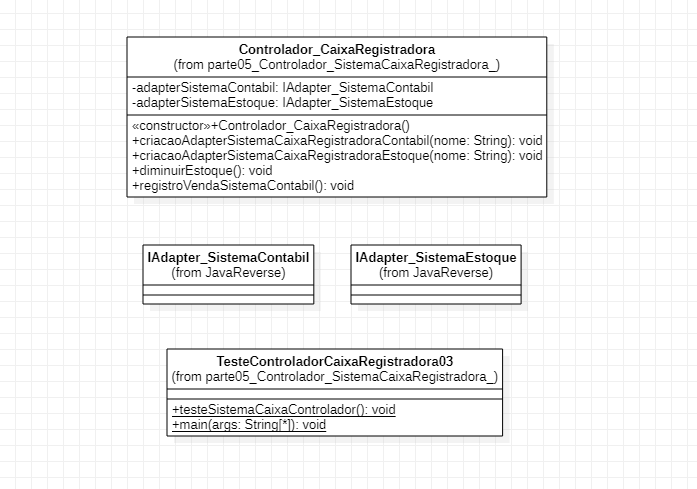 Controlador_CaixaRegistradora
(from parte05_Controlador_SistemaCaixaRegistradora_)
-adapterSistemaContabil: IAdapter_SistemaContabil
-adapterSistemaEstoque: IAdapter_SistemaEstoque
«constructor»+Controlador_CaixaRegistradora()
+criacaoAdapterSistemaCaixaRegistradoraContabil(nome: String): void
+criacaoAdapterSistemaCaixaRegistradoraEstoque(nome: String): void
+diminuirEstoque(): void
+registroVendaSistemaContabil(): void
IAdapter_SistemaContabil
(from JavaReverse)
IAdapter_SistemaEstoque
(from JavaReverse)
TesteControladorCaixaRegistradora03
(from parte05_Controlador_SistemaCaixaRegistradora_)
+testeSistemaCaixaControlador(): void
+main(args: String[*]): void